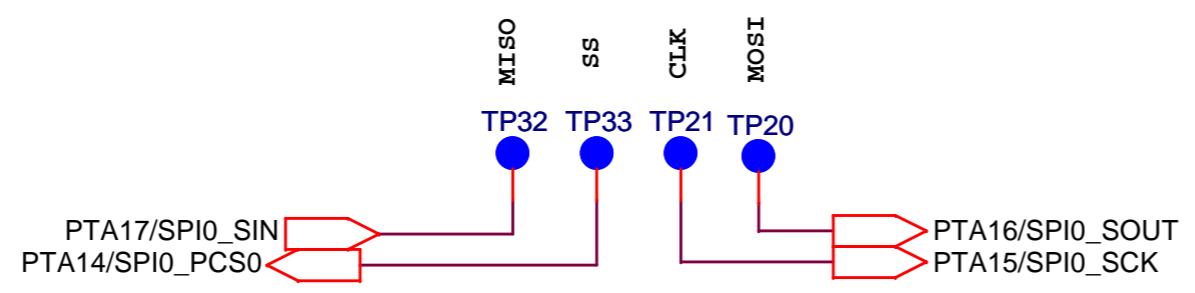 MISO SS CLK MOSI
TP32 TP33 TP21 TP20
PTA17/SPI0_SIN PTA16/SPI0_SOUT
PTA14/SPI0_PCS0 PTA15/SPI0_SCK